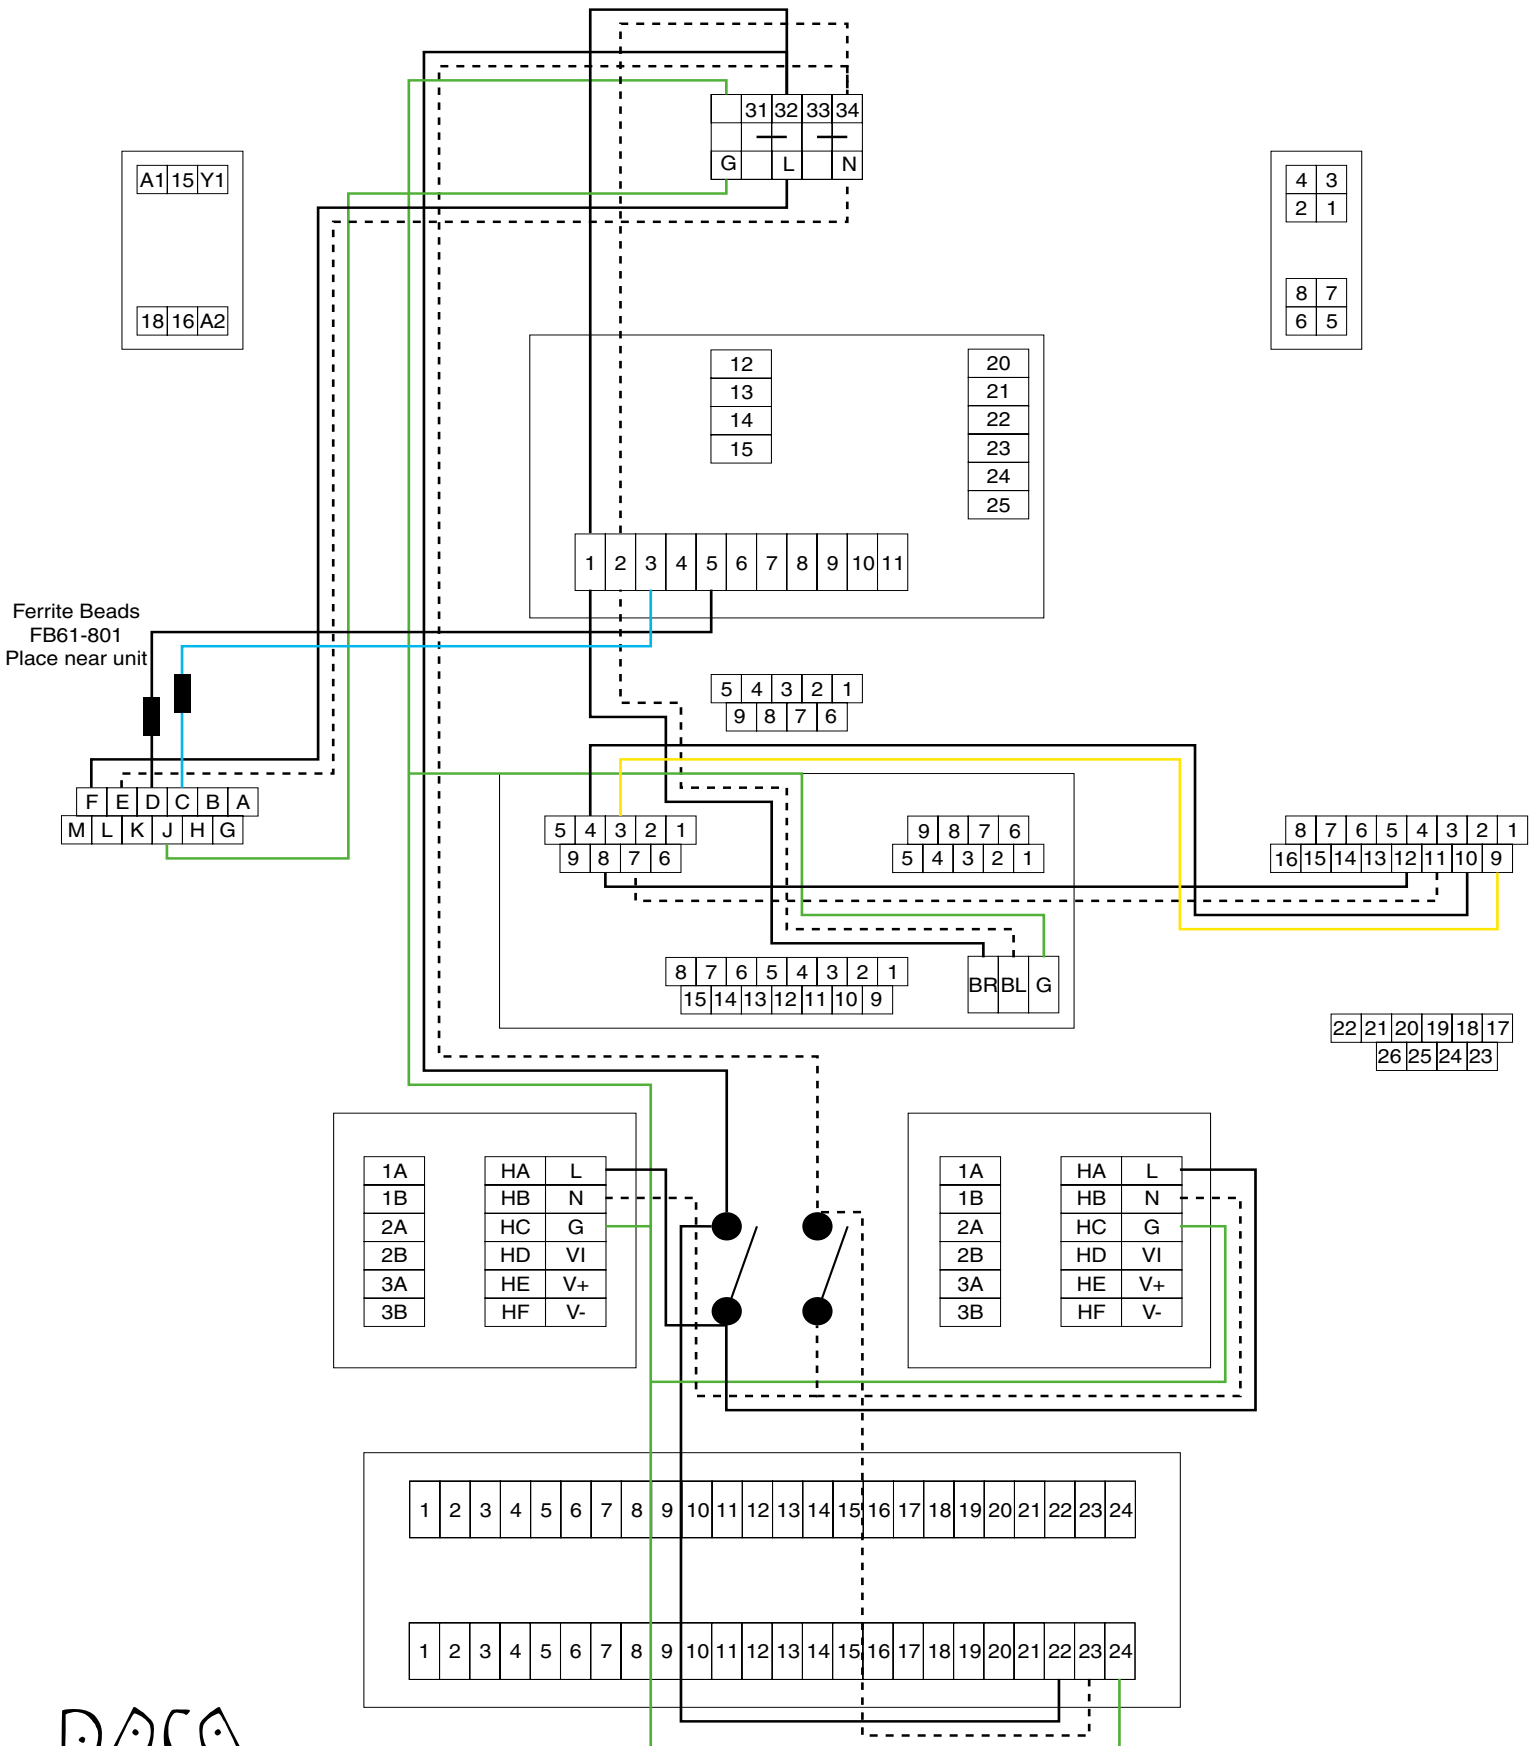 31 32 33 34
G L N
A1 15 Y1
18 16 A2
4 3
2 1
8 7
6 5
12
13
14
15
20
21
22
23
24
25
1 2 3 4 5 6 7 8 9 10 11
Ferrite Beads
FB61-801
Place near unit
5 4 3 2 1
9 8 7 6
F E D C B A
M L K J H G
5 4 3 2 1
9 8 7 6
9 8 7 6
5 4 3 2 1
8 7 6 5 4 3 2 1
16 15 14 13 12 11 10 9
8 7 6 5 4 3 2 1
15 14 13 12 11 10 9
BR BL G
22 21 20 19 18 17
26 25 24 23
1A
1B
2A
2B
3A
3B
HA L
HB N
HC G
HD VI
HE V+
HF V-
1A
1B
2A
2B
3A
3B
HA L
HB N
HC G
HD VI
HE V+
HF V-
1 2 3 4 5 6 7 8 9 10 11 12 13 14 15 16 17 18 19 20 21 22 23 24
1 2 3 4 5 6 7 8 9 10 11 12 13 14 15 16 17 18 19 20 21 22 23 24